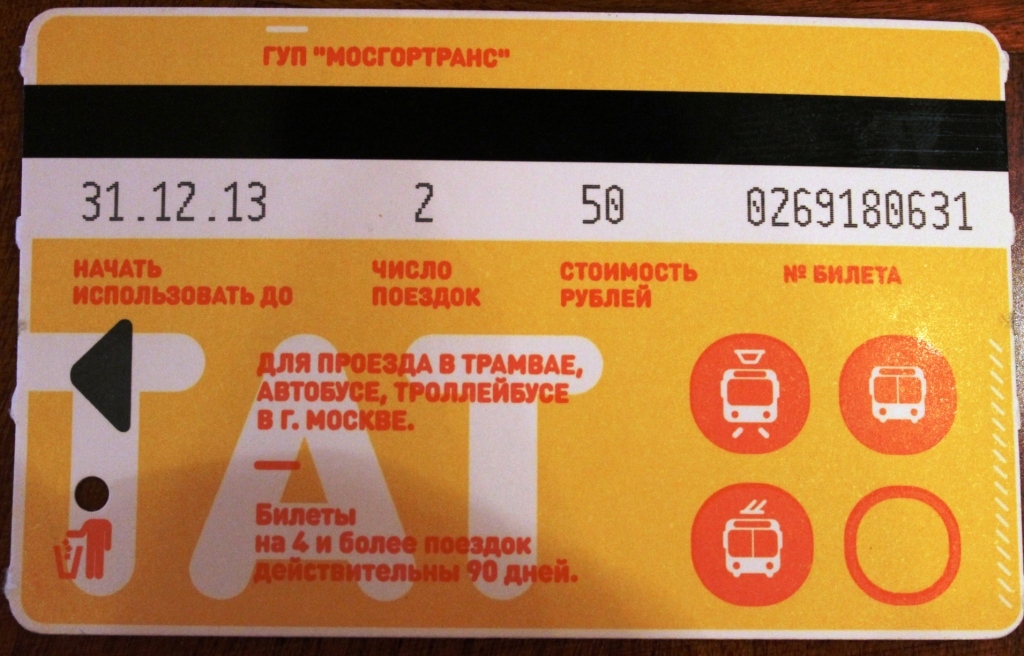 ГУП "МОСГОРТРАНС"
31.12.13 2 50 0269180631
НАЧАТЬ
ИСПОЛЬЗОВАТЬ ДО
ЧИСЛО
ПОЕЗДОК
СТОИМОСТЬ
РУБЛЕЙ
№ БИЛЕТА
ТАТ
ДЛЯ ПРОЕЗДА В ТРАМВАЕ,
АВТОБУСЕ, ТРОЛЛЕЙБУСЕ
В Г. МОСКВЕ.
Билеты
на 4 и более поездок
действительны 90 дней.